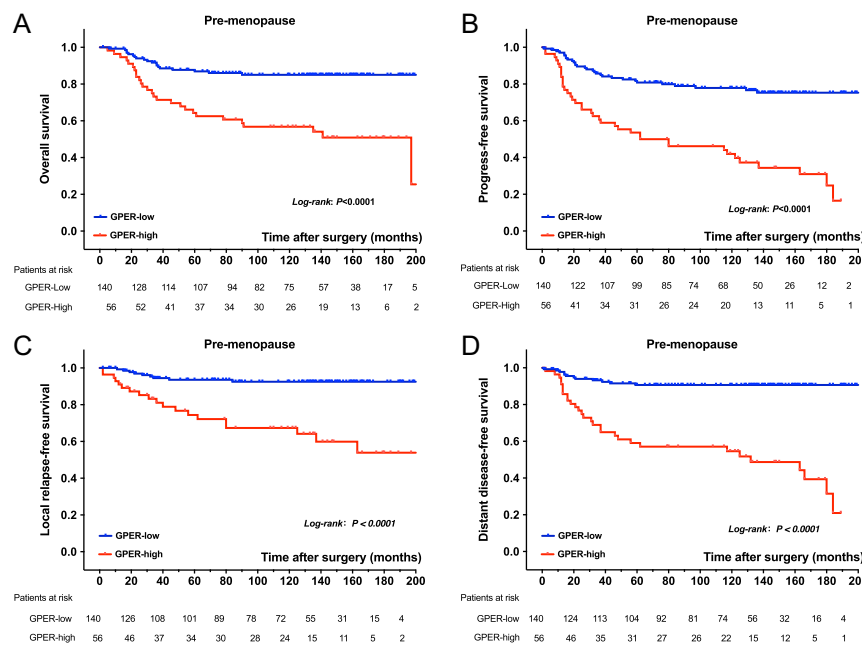 A
Pre-menopause
Overall survival
1.0
0.8
0.6
0.4
0.2
0.0
Log-rank: P<0.0001
GPER-low
GPER-high
Time after surgery (months)
0 20 40 60 80 100 120 140 160 180 200
Patients at risk
GPER-Low 140 128 114 107 94 82 75 57 38 17 5
GPER-High 56 52 41 37 34 30 26 19 13 6 2
B
Pre-menopause
Progress-free survival
1.0
0.8
0.6
0.4
0.2
0.0
Log-rank: P<0.0001
GPER-low
GPER-high
Time after surgery (months)
0 20 40 60 80 100 120 140 160 180 200
Patients at risk
GPER-Low 140 122 107 99 85 74 68 50 26 12 2
GPER-High 56 41 34 31 26 24 20 13 11 5 1
C
Pre-menopause
Local relapse-free survival
1.0
0.8
0.6
0.4
0.2
0.0
Log-rank: P < 0.0001
GPER-low
GPER-high
Time after surgery (months)
0 20 40 60 80 100 120 140 160 180 200
Patients at risk
GPER-low 140 126 108 101 89 78 72 55 31 15 4
GPER-high 56 46 37 34 30 28 24 15 11 5 2
D
Pre-menopause
Distant disease-free survival
1.0
0.8
0.6
0.4
0.2
0.0
Log-rank: P < 0.0001
GPER-low
GPER-high
Time after surgery (months)
0 20 40 60 80 100 120 140 160 180 200
Patients at risk
GPER-low 140 124 113 104 92 81 74 56 32 16 4
GPER-high 56 46 35 31 27 26 22 15 12 5 1